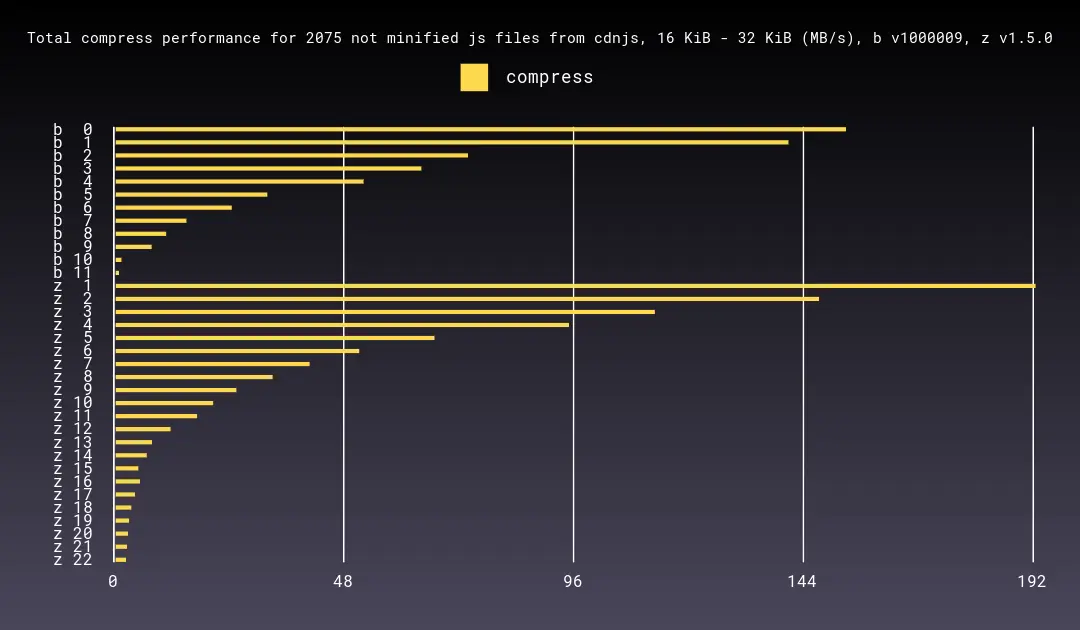 Total compress performance for 2075 not minified js files from cdnjs, 16 KiB - 32 KiB (MB/s), b v1000009, z v1.5.0
compress
b 0
b 1
b 2
b 3
b 4
b 5
b 6
b 7
b 8
b 9
b 10
b 11
z 1
z 2
z 3
z 4
z 5
z 6
z 7
z 8
z 9
z 10
z 11
z 12
z 13
z 14
z 15
z 16
z 17
z 18
z 19
z 20
z 21
z 22
0 48 96 144 192